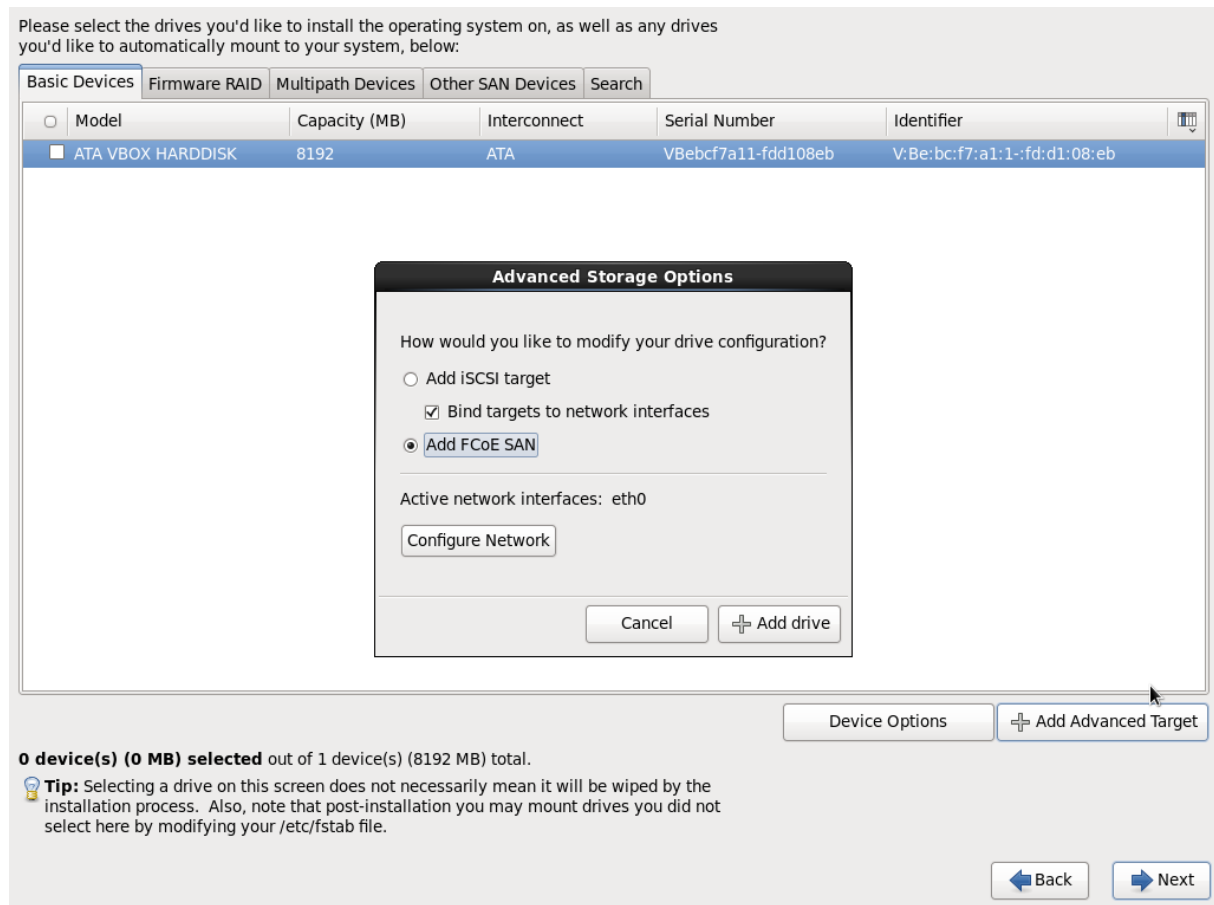 Please select the drives you'd like to install the operating system on, as well as any drives
you'd like to automatically mount to your system, below:
Basic Devices Firmware RAID Multipath Devices Other SAN Devices Search
Model Capacity (MB) Interconnect Serial Number Identifier
ATA VBOX HARDDISK 8192 ATA VBebcf7a11-fdd108eb V:Be:bc:f7:a1:1-:fd:d1:08:eb
Advanced Storage Options
How would you like to modify your drive configuration?
Add iSCSI target
Bind targets to network interfaces
Add FCoE SAN
Active network interfaces: eth0
Configure Network
Cancel Add drive
Device Options Add Advanced Target
0 device(s) (0 MB) selected out of 1 device(s) (8192 MB) total.
Tip: Selecting a drive on this screen does not necessarily mean it will be wiped by the
installation process. Also, note that post-installation you may mount drives you did not
select here by modifying your /etc/fstab file.
Back Next